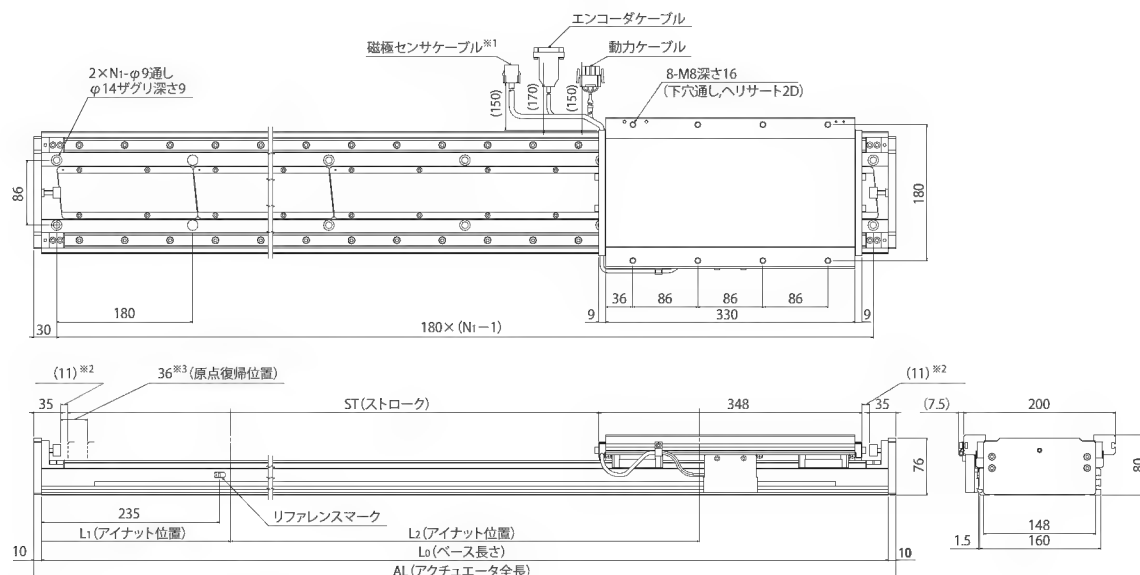 エンコーダケーブル
磁極センサケーブル※1
動力ケーブル
2×N1-φ9通し
φ14ザグリ深さ9
8-M8深さ16
(下穴通し,ヘリサート2D)
(150)
(170)
(150)
86
180
36
86
86
86
180
9
330
9
30
180×(N1−1)
(11)※2
36※3(原点復帰位置)
(11)※2
35
ST(ストローク)
348
35
(7.5)
200
76
80
235
リファレンスマーク
148
L1(アイナット位置)
L2(アイナット位置)
1.5
160
10
L0(ベース長さ)
10
AL(アクチュエータ全長)